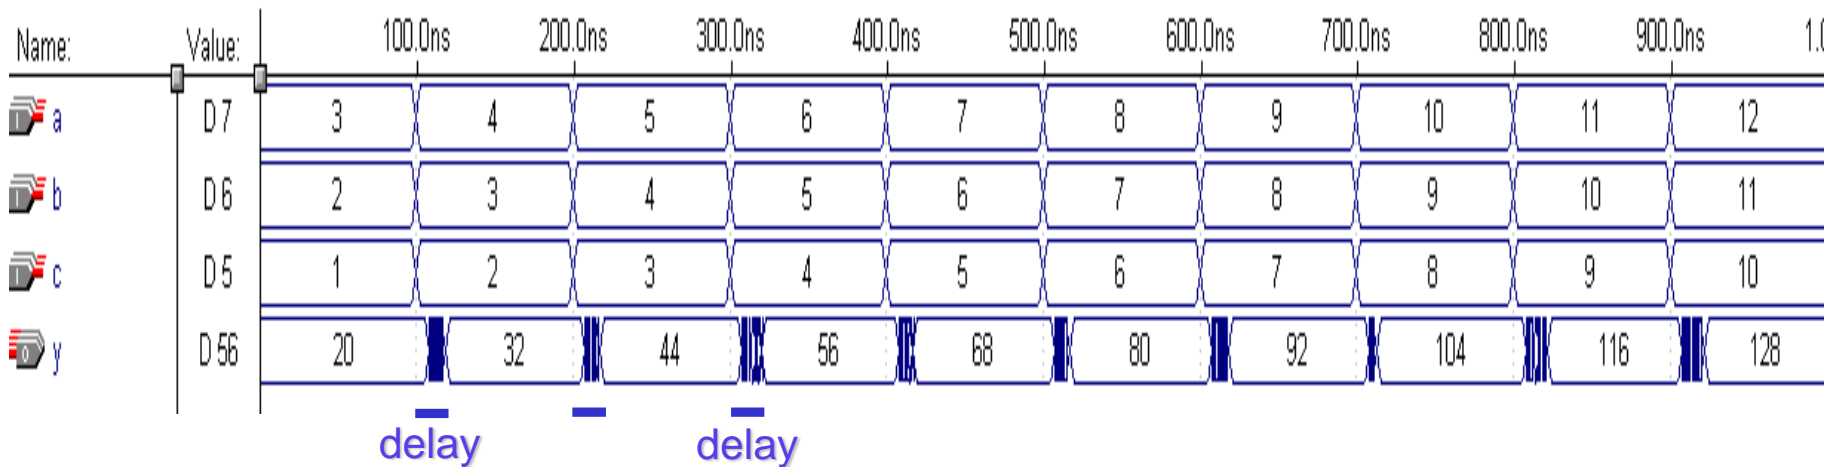 Name: Value: 100.0ns 200.0ns 300.0ns 400.0ns 500.0ns 600.0ns 700.0ns 800.0ns 900.0ns 1.0
a D 7 3 4 5 6 7 8 9 10 11 12
b D 6 2 3 4 5 6 7 8 9 10 11
c D 5 1 2 3 4 5 6 7 8 9 10
y D 56 20 32 44 56 68 80 92 104 116 128
delay delay